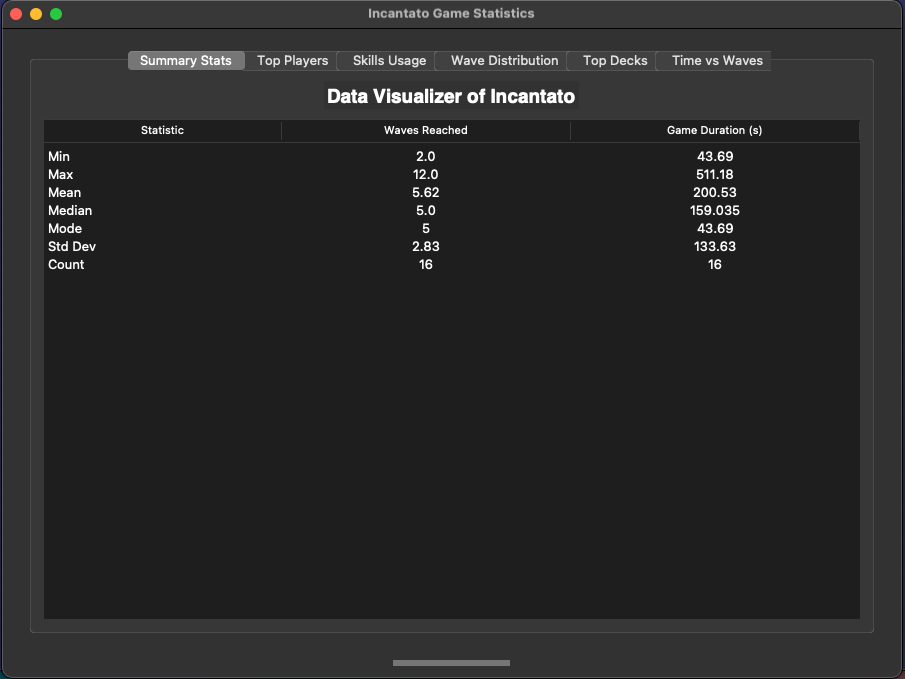 Incantato Game Statistics
Summary Stats Top Players Skills Usage Wave Distribution Top Decks Time vs Waves
Data Visualizer of Incantato
Statistic Waves Reached Game Duration (s)
Min 2.0 43.69
Max 12.0 511.18
Mean 5.62 200.53
Median 5.0 159.035
Mode 5 43.69
Std Dev 2.83 133.63
Count 16 16